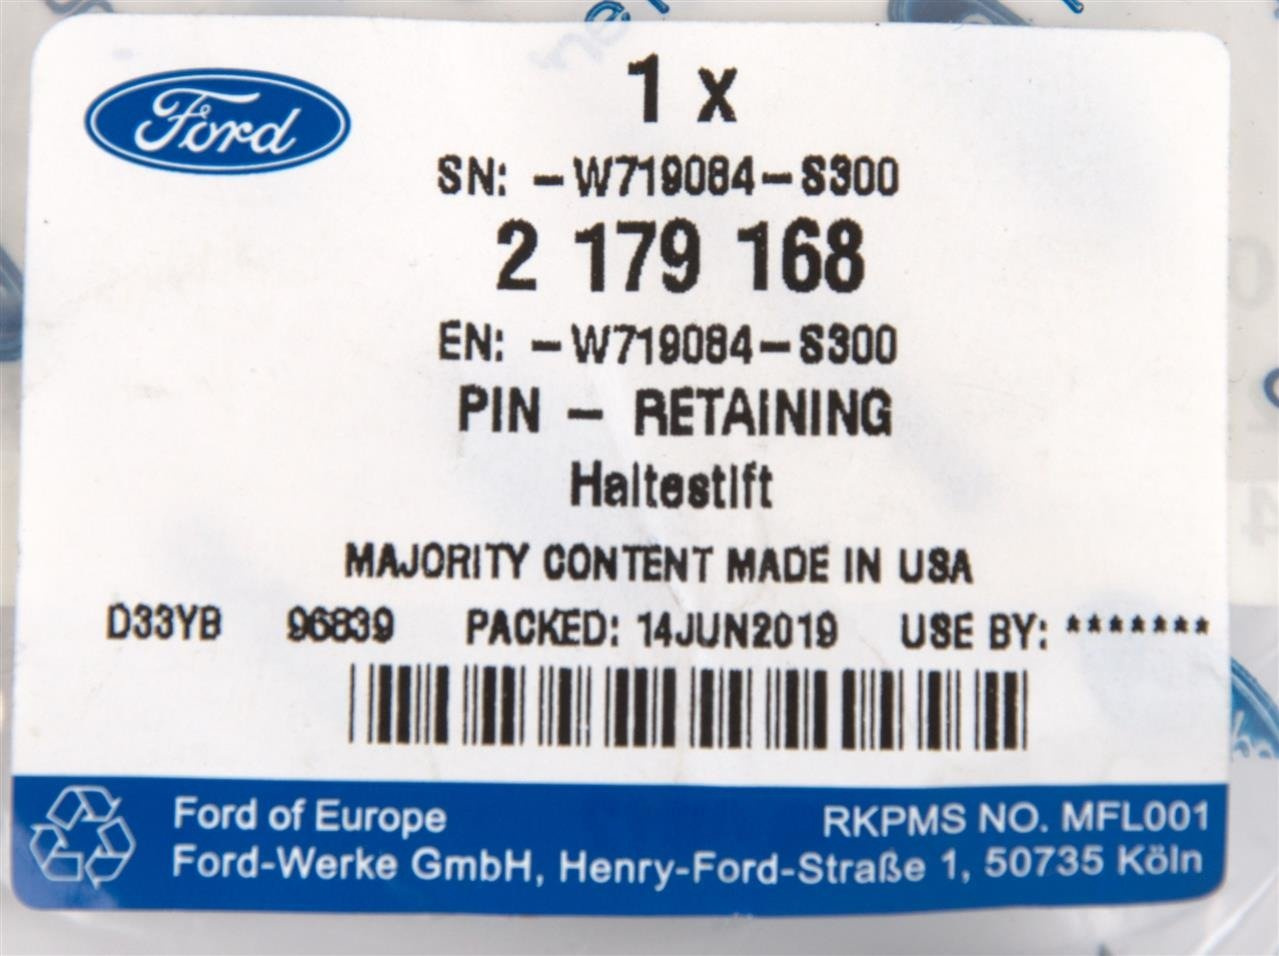 Ford
1 x
SN: -W719084-S300
2 179 168
EN: -W719084-S300
PIN - RETAINING
Haltestift
MAJORITY CONTENT MADE IN USA
D33YB 96839 PACKED: 14JUN2019 USE BY: *******
Ford of Europe RKPMS NO. MFL001
Ford-Werke GmbH, Henry-Ford-Straße 1, 50735 Köln